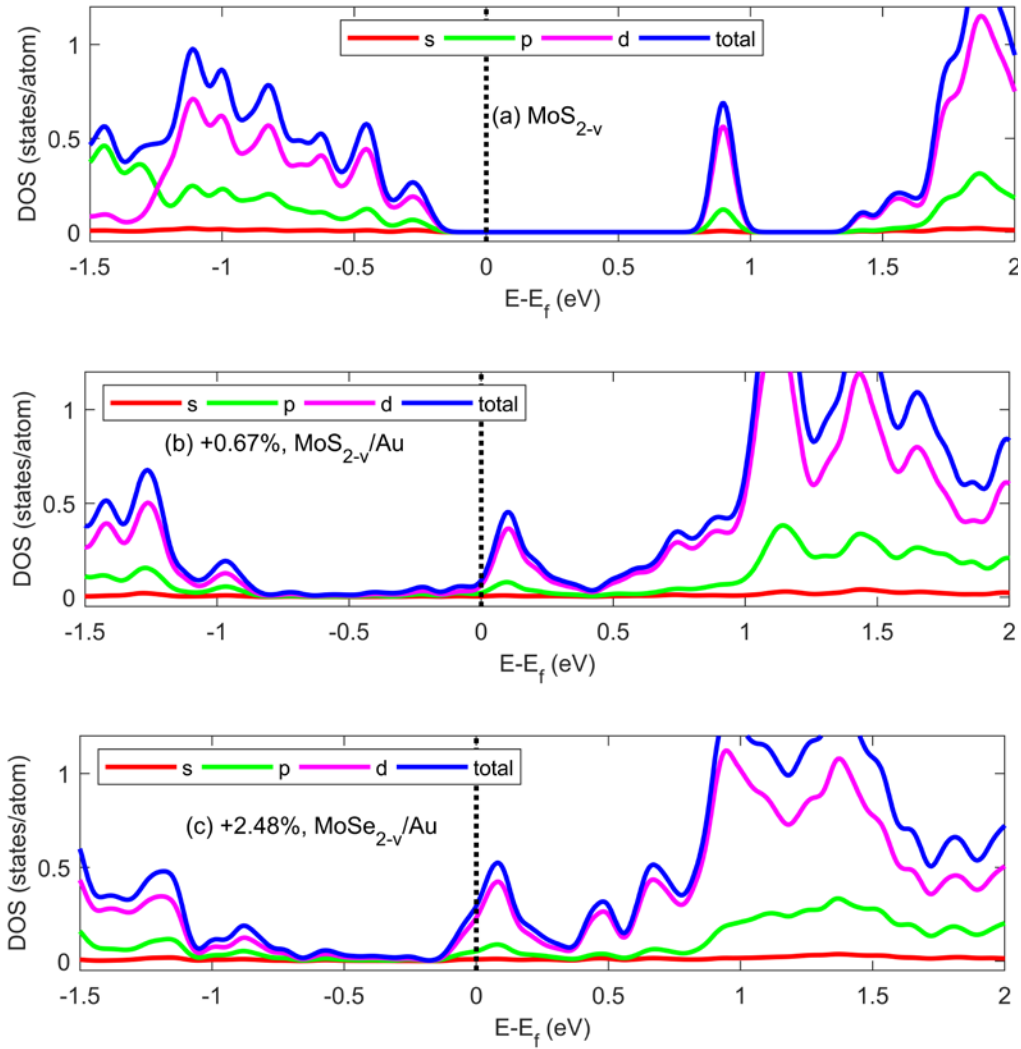 DOS (states/atom)
1
0.5
0
s p d total
(a) MoS2-v
-1.5 -1 -0.5 0 0.5 1 1.5 2
E-Ef (eV)
DOS (states/atom)
1
0.5
0
s p d total
(b) +0.67%, MoS2-v/Au
-1.5 -1 -0.5 0 0.5 1 1.5 2
E-Ef (eV)
DOS (states/atom)
1
0.5
0
s p d total
(c) +2.48%, MoSe2-v/Au
-1.5 -1 -0.5 0 0.5 1 1.5 2
E-Ef (eV)